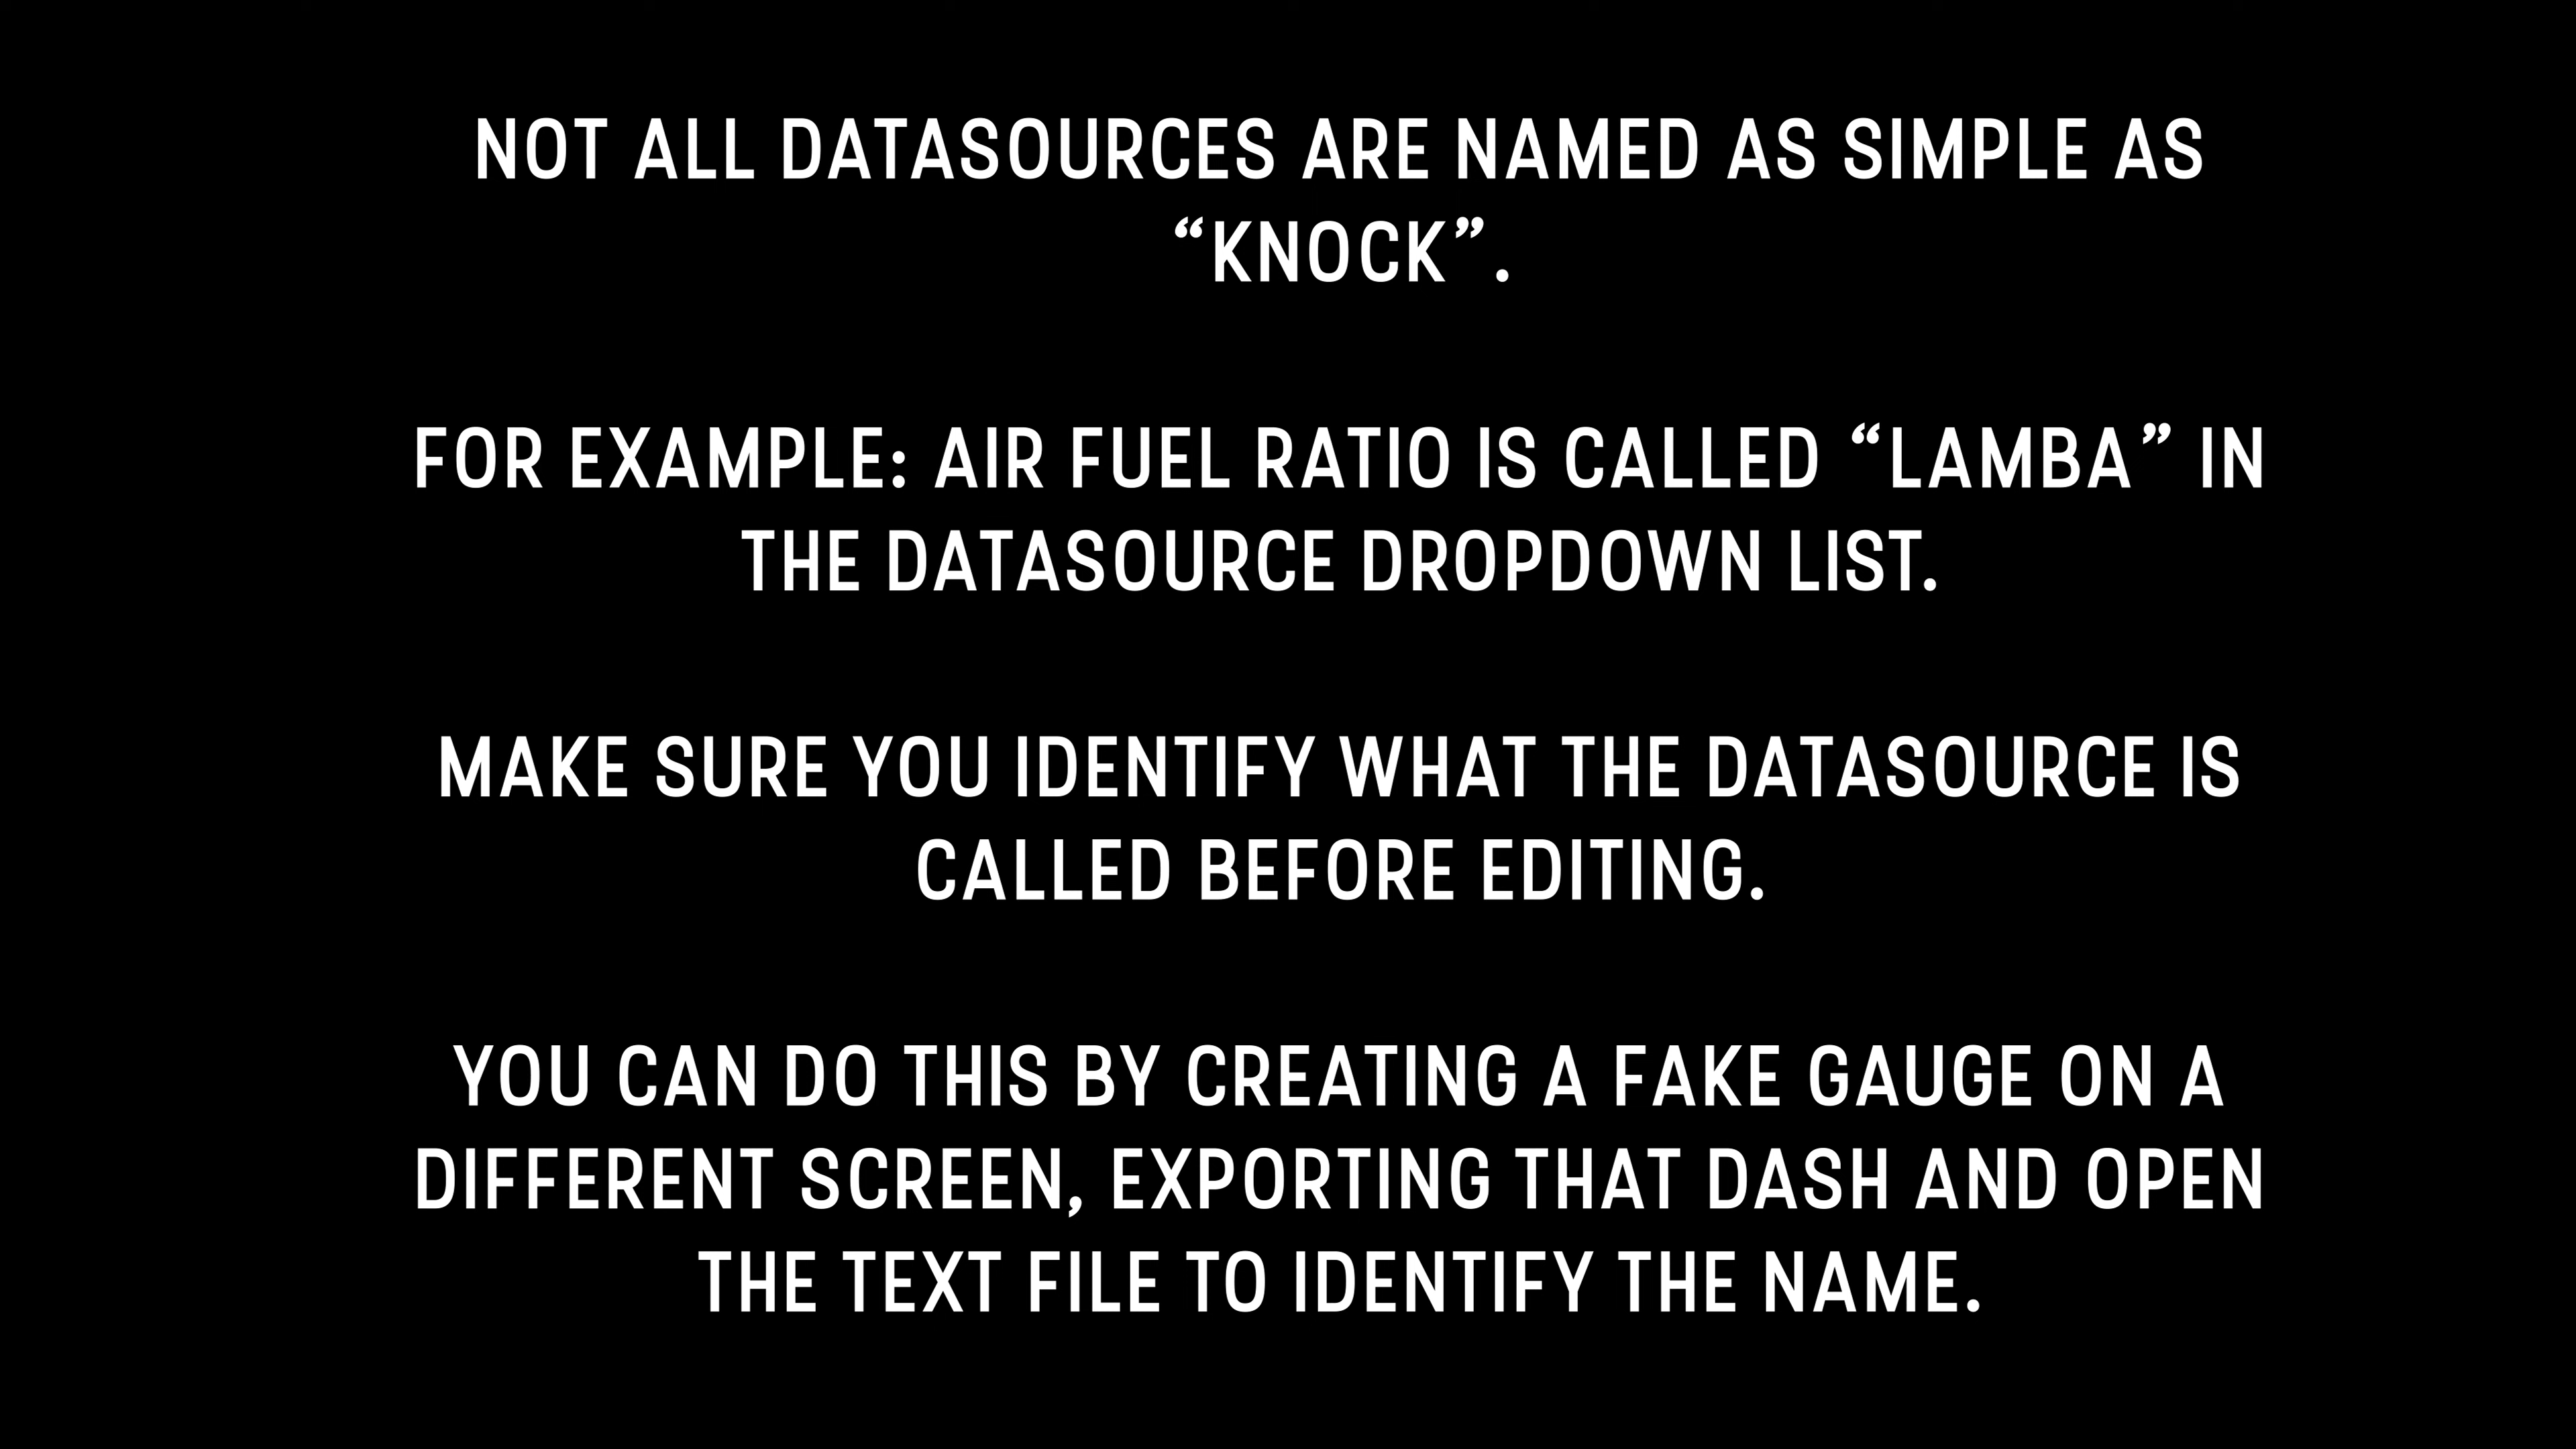 NOT ALL DATASOURCES ARE NAMED AS SIMPLE AS
“KNOCK”.
FOR EXAMPLE: AIR FUEL RATIO IS CALLED “LAMBA” IN
THE DATASOURCE DROPDOWN LIST.
MAKE SURE YOU IDENTIFY WHAT THE DATASOURCE IS
CALLED BEFORE EDITING.
YOU CAN DO THIS BY CREATING A FAKE GAUGE ON A
DIFFERENT SCREEN, EXPORTING THAT DASH AND OPEN
THE TEXT FILE TO IDENTIFY THE NAME.